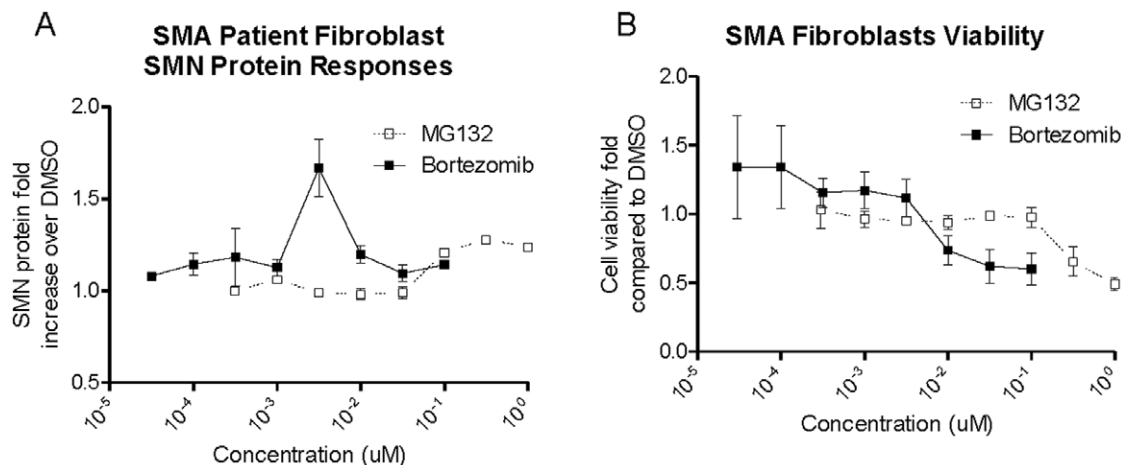 A
SMA Patient Fibroblast
SMN Protein Responses
2.0
1.5
1.0
0.5
SMN protein fold
increase over DMSO
MG132
Bortezomib
10⁻⁵
10⁻⁴
10⁻³
10⁻²
10⁻¹
10⁰
Concentration (uM)
B
SMA Fibroblasts Viability
2.0
1.5
1.0
0.5
0.0
Cell viability fold
compared to DMSO
MG132
Bortezomib
10⁻⁵
10⁻⁴
10⁻³
10⁻²
10⁻¹
10⁰
Concentration (uM)